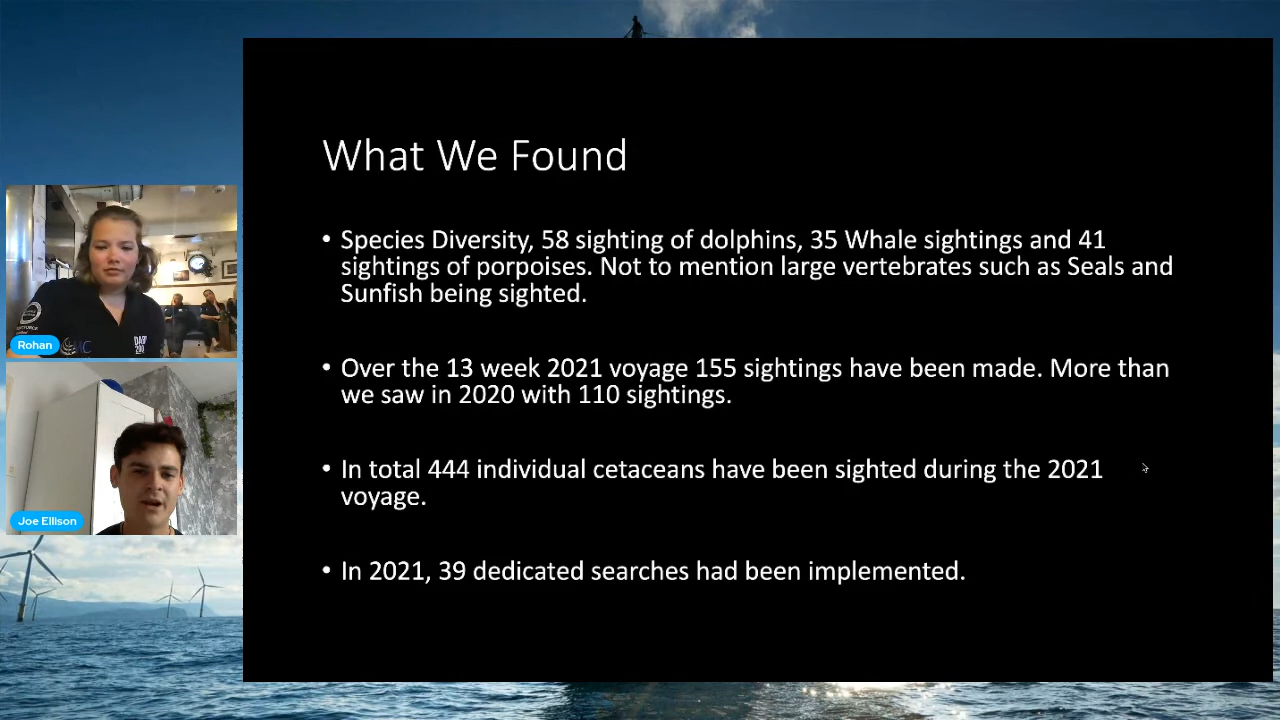 What We Found
• Species Diversity, 58 sighting of dolphins, 35 Whale sightings and 41
sightings of porpoises. Not to mention large vertebrates such as Seals and
Sunfish being sighted.
• Over the 13 week 2021 voyage 155 sightings have been made. More than
we saw in 2020 with 110 sightings.
• In total 444 individual cetaceans have been sighted during the 2021
voyage.
• In 2021, 39 dedicated searches had been implemented.
Rohan
Joe Ellison